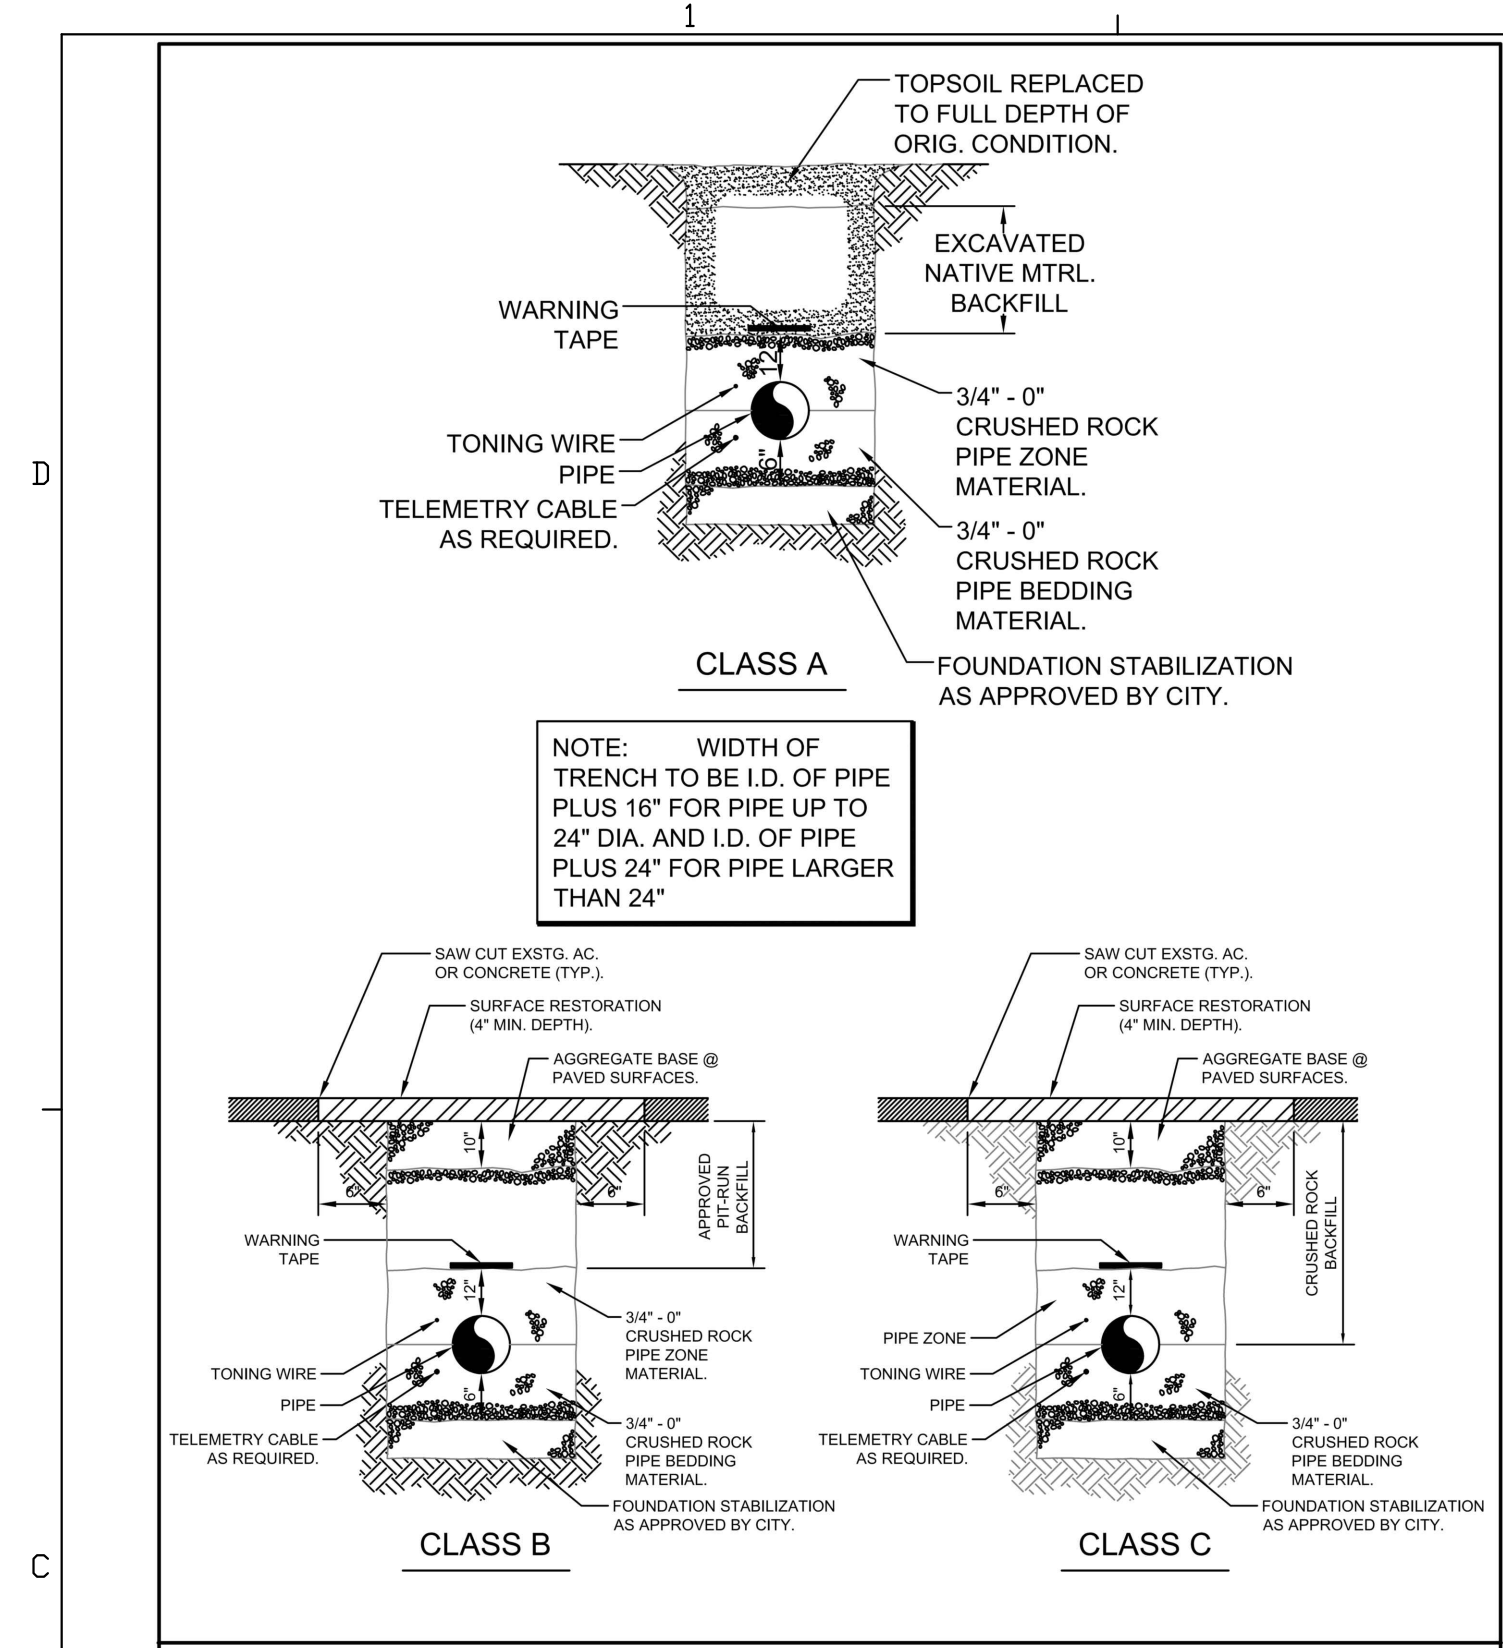 1
D
C
TOPSOIL REPLACED
TO FULL DEPTH OF
ORIG. CONDITION.
EXCAVATED
NATIVE MTRL.
BACKFILL
WARNING
TAPE
12
3/4" - 0"
CRUSHED ROCK
PIPE ZONE
MATERIAL.
TONING WIRE
PIPE
6"
TELEMETRY CABLE
AS REQUIRED.
3/4" - 0"
CRUSHED ROCK
PIPE BEDDING
MATERIAL.
FOUNDATION STABILIZATION
AS APPROVED BY CITY.
CLASS A
NOTE: WIDTH OF
TRENCH TO BE I.D. OF PIPE
PLUS 16" FOR PIPE UP TO
24" DIA. AND I.D. OF PIPE
PLUS 24" FOR PIPE LARGER
THAN 24"
SAW CUT EXSTG. AC.
OR CONCRETE (TYP.).
SURFACE RESTORATION
(4" MIN. DEPTH).
AGGREGATE BASE @
PAVED SURFACES.
10"
6"
6"
APPROVED
PIT-RUN
BACKFILL
WARNING
TAPE
12"
3/4" - 0"
CRUSHED ROCK
PIPE ZONE
MATERIAL.
TONING WIRE
PIPE
6"
TELEMETRY CABLE
AS REQUIRED.
3/4" - 0"
CRUSHED ROCK
PIPE BEDDING
MATERIAL.
FOUNDATION STABILIZATION
AS APPROVED BY CITY.
CLASS B
SAW CUT EXSTG. AC.
OR CONCRETE (TYP.).
SURFACE RESTORATION
(4" MIN. DEPTH).
AGGREGATE BASE @
PAVED SURFACES.
10"
6"
6"
CRUSHED ROCK
BACKFILL
WARNING
TAPE
12"
PIPE ZONE
TONING WIRE
PIPE
6"
TELEMETRY CABLE
AS REQUIRED.
3/4" - 0"
CRUSHED ROCK
PIPE BEDDING
MATERIAL.
FOUNDATION STABILIZATION
AS APPROVED BY CITY.
CLASS C